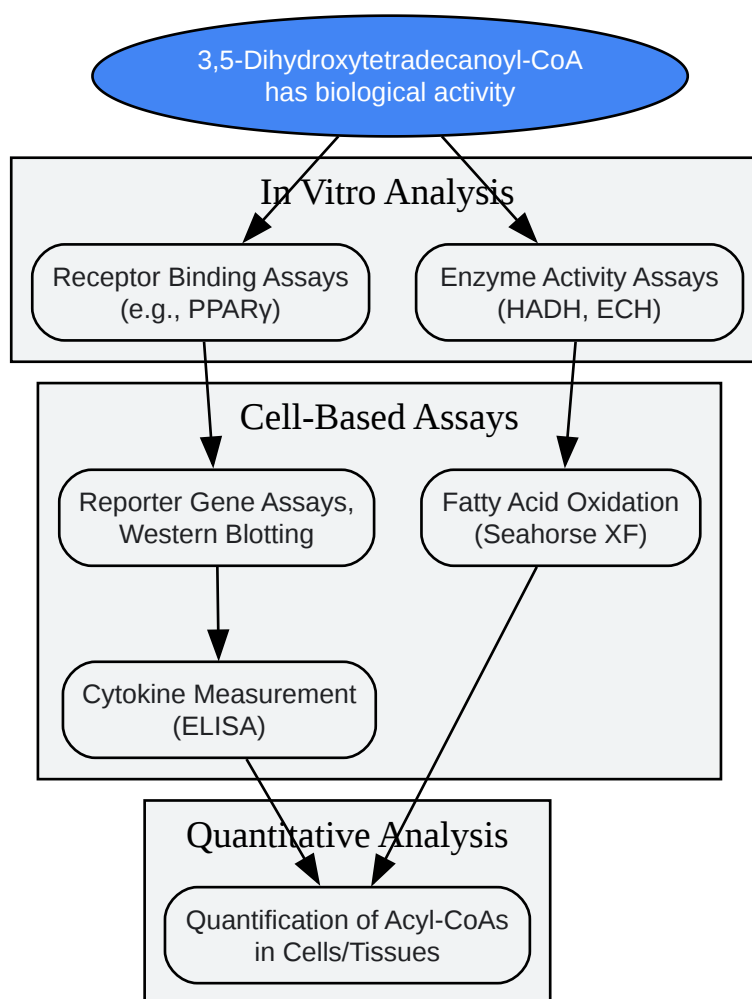 3,5-Dihydroxytetradecanoyl-CoA
has biological activity
In Vitro Analysis
Receptor Binding Assays
(e.g., PPARγ)
Enzyme Activity Assays
(HADH, ECH)
Cell-Based Assays
Reporter Gene Assays,
Western Blotting
Fatty Acid Oxidation
(Seahorse XF)
Cytokine Measurement
(ELISA)
Quantitative Analysis
Quantification of Acyl-CoAs
in Cells/Tissues